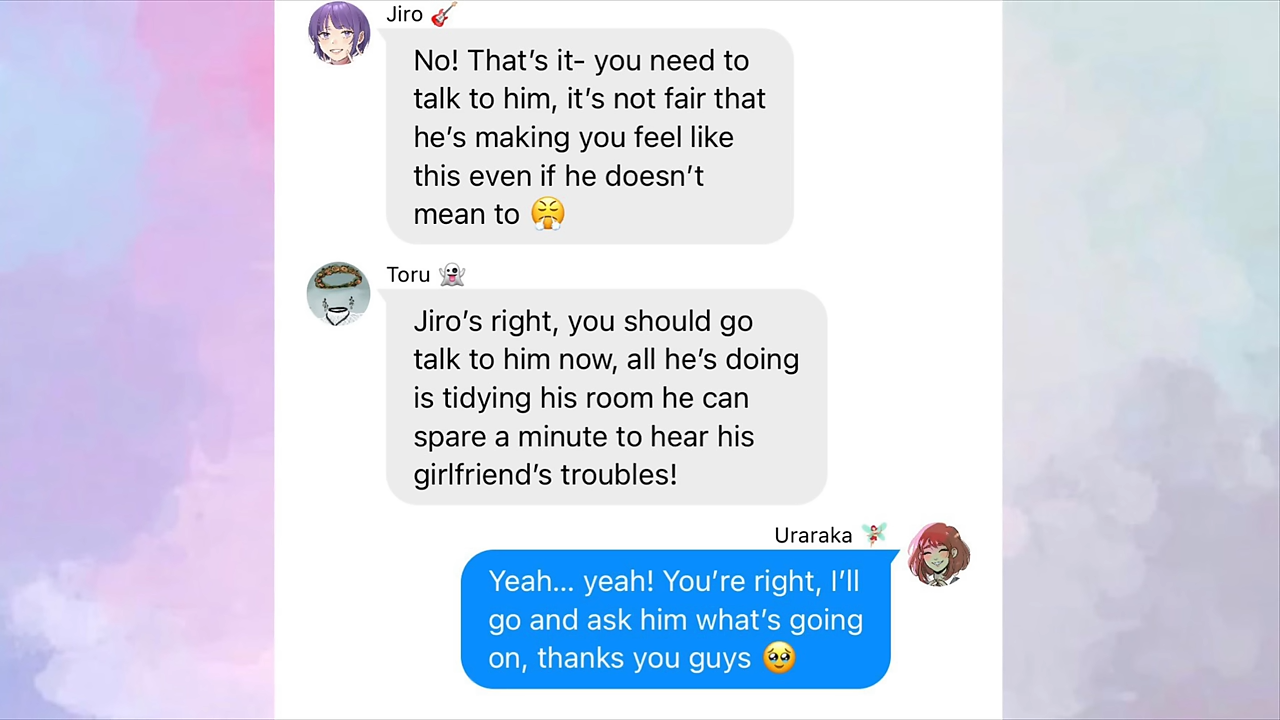 Jiro 🎸
No! That’s it- you need to
talk to him, it’s not fair that
he’s making you feel like
this even if he doesn’t
mean to 😤
Toru 👻
Jiro’s right, you should go
talk to him now, all he’s doing
is tidying his room he can
spare a minute to hear his
girlfriend’s troubles!
Uraraka 🧚🏻‍♀️
Yeah... yeah! You’re right, I’ll
go and ask him what’s going
on, thanks you guys 🥹